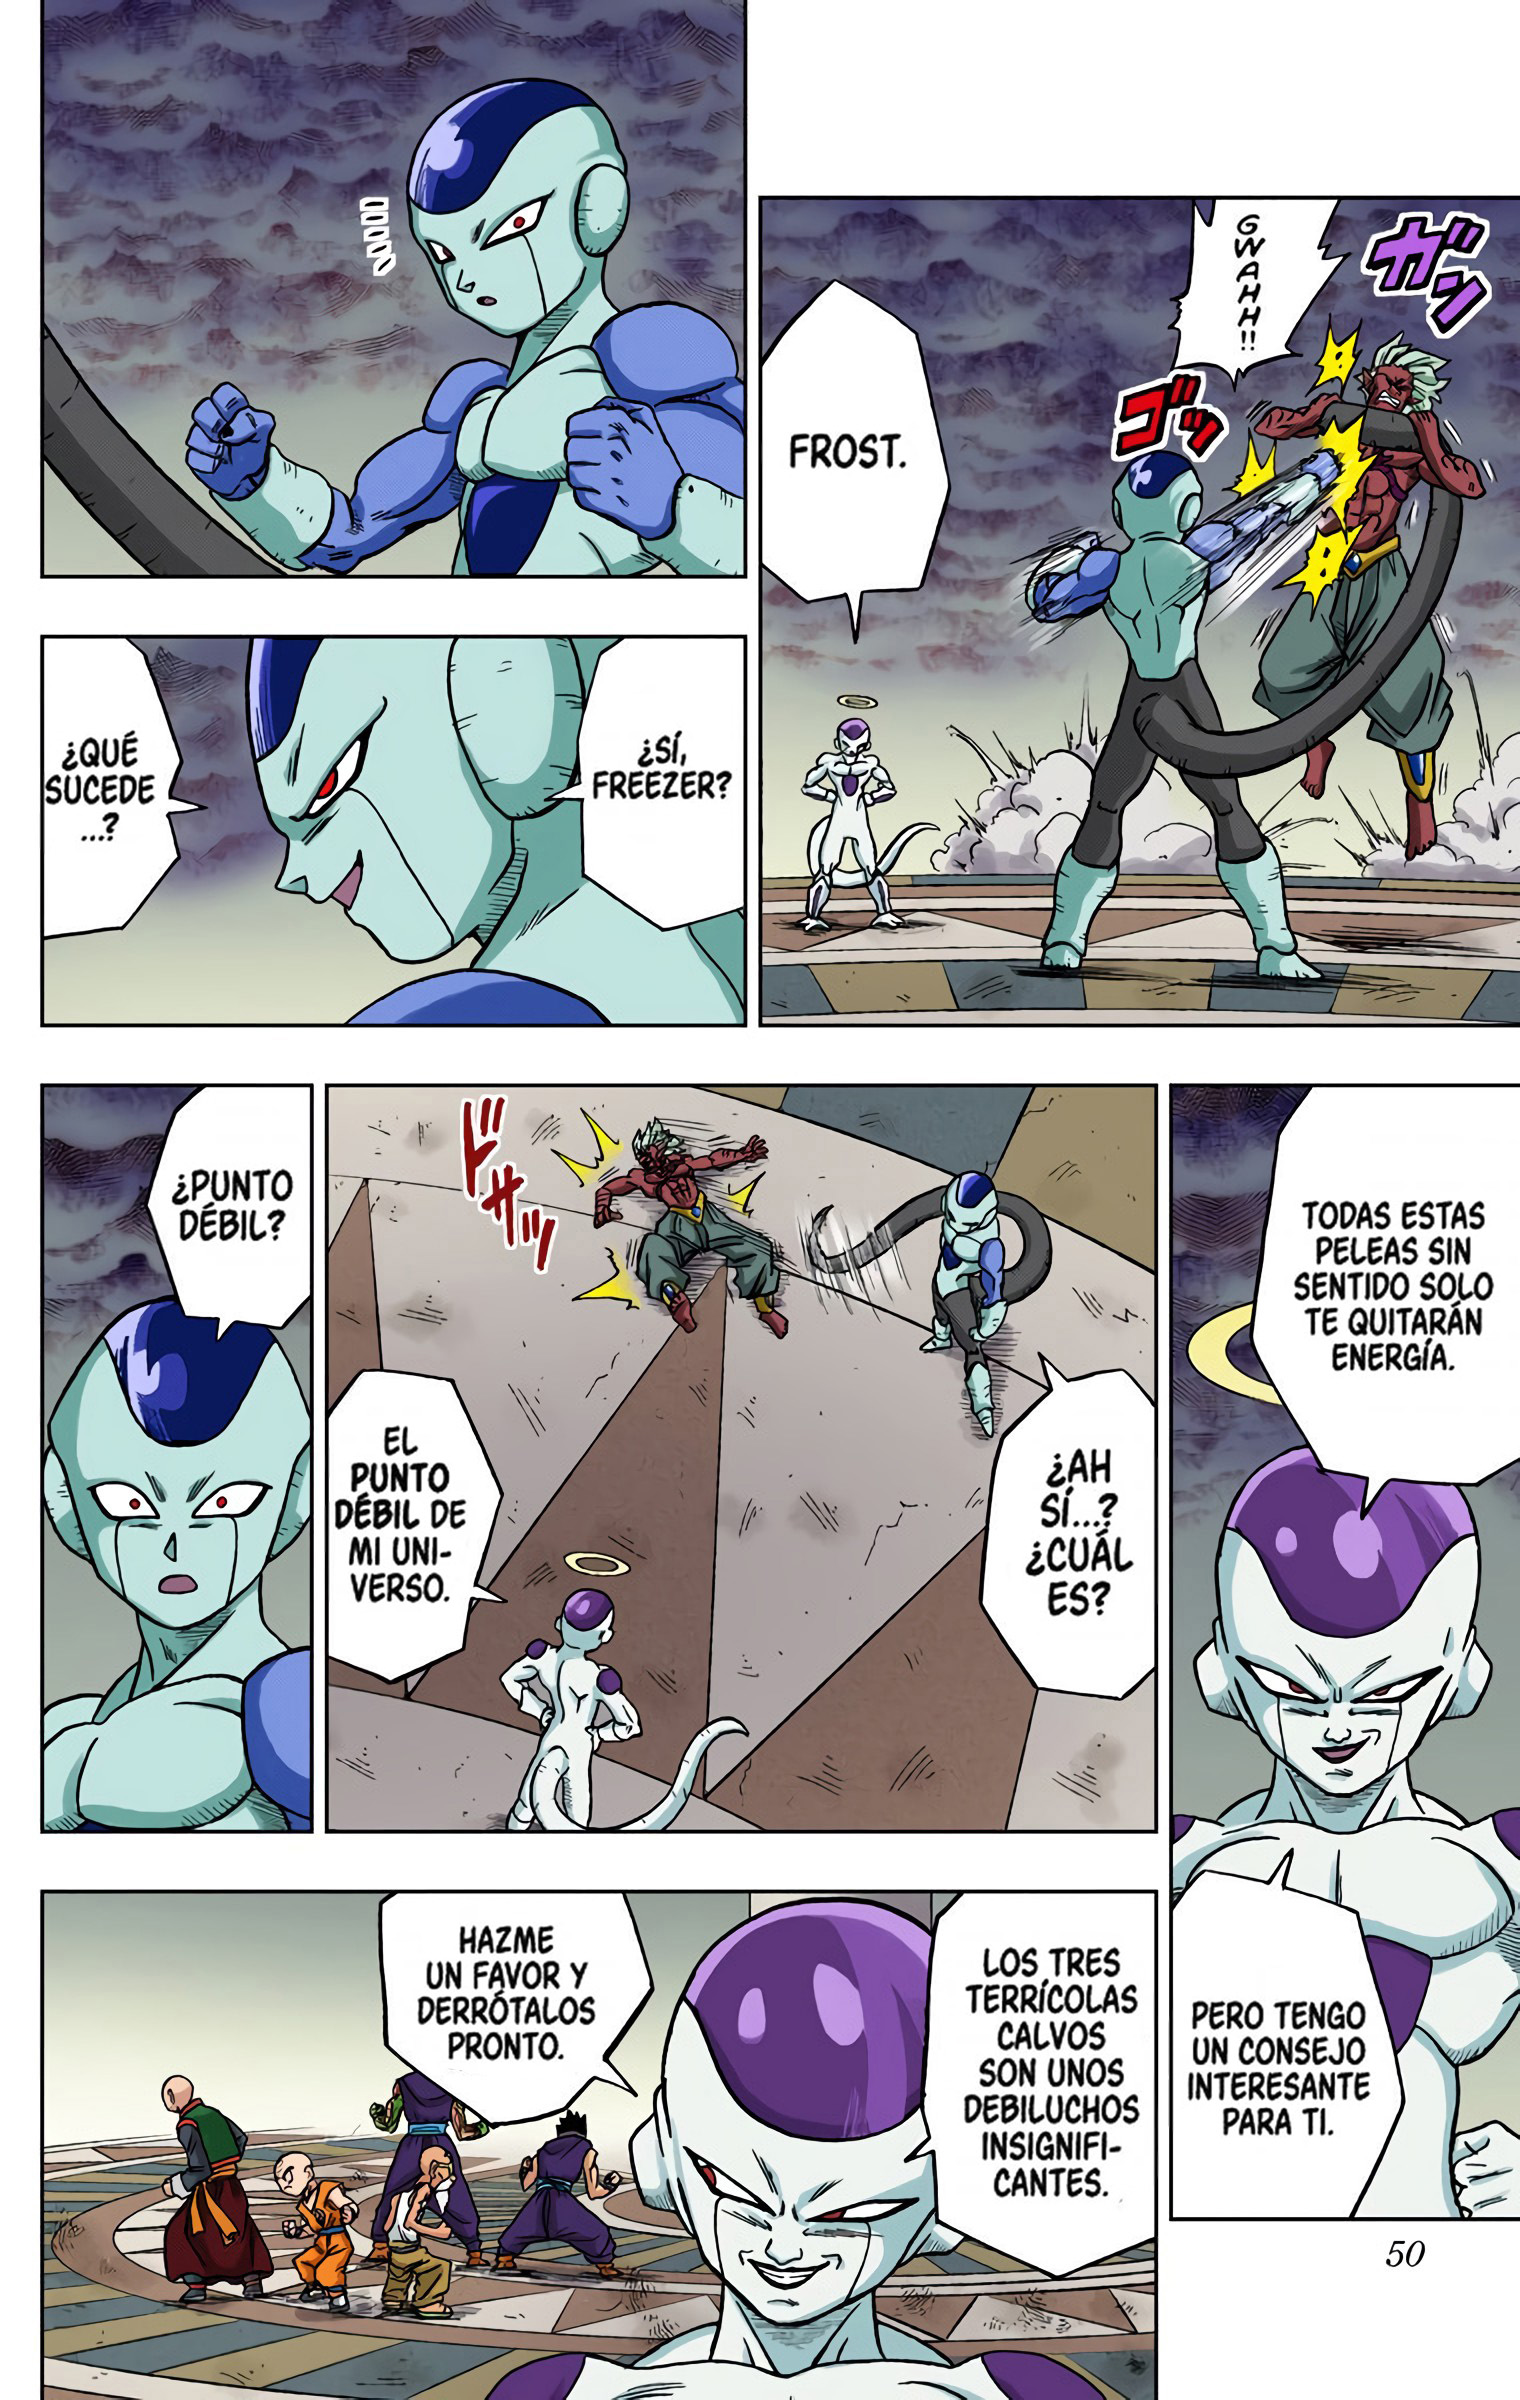 GWAHH!!
ガン
ゴッ
FROST.
¿SÍ,
FREEZER?
¿QUÉ
SUCEDE
...?
TODAS ESTAS
PELEAS SIN
SENTIDO SOLO
TE QUITARÁN
ENERGÍA.
PERO TENGO
UN CONSEJO
INTERESANTE
PARA TI.
¿AH
SÍ...?
¿CUÁL
ES?
ドサッ
EL
PUNTO
DÉBIL DE
MI UNI-
VERSO.
¿PUNTO
DÉBIL?
LOS TRES
TERRÍCOLAS
CALVOS
SON UNOS
DEBILUCHOS
INSIGNIFI-
CANTES.
HAZME
UN FAVOR Y
DERRÓTALOS
PRONTO.
50